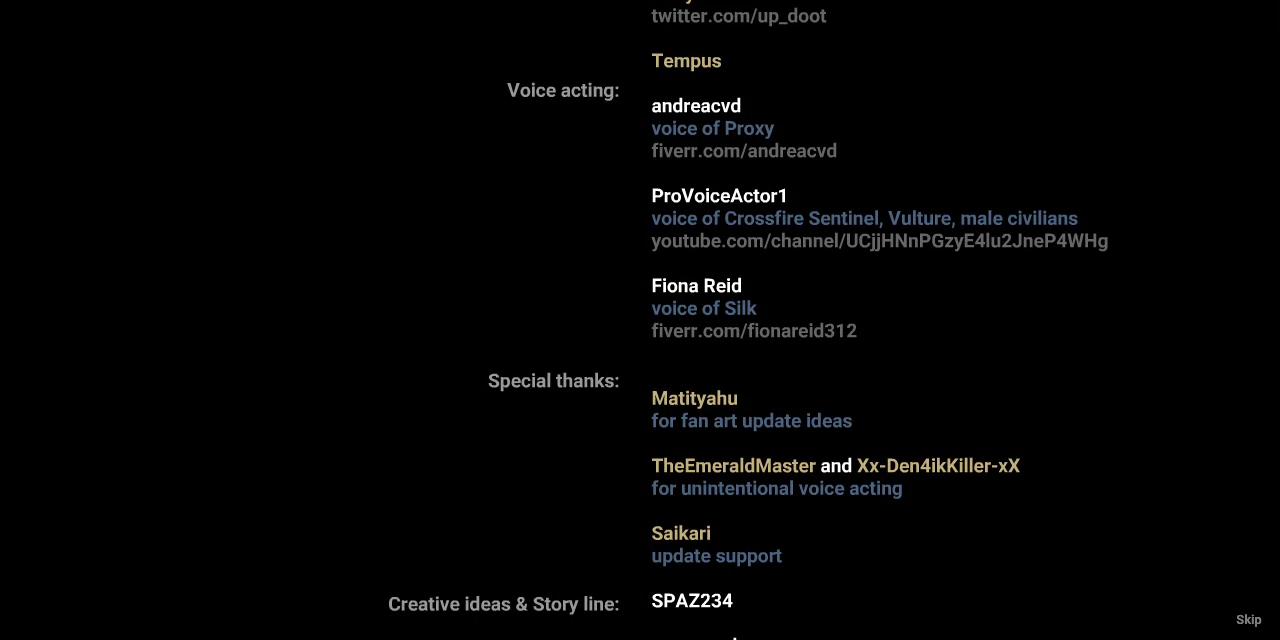 twitter.com/up_doot
Tempus
Voice acting:
andreacvd
voice of Proxy
fiverr.com/andreacvd
ProVoiceActor1
voice of Crossfire Sentinel, Vulture, male civilians
youtube.com/channel/UCjjHNnPGzyE4lu2JneP4WHg
Fiona Reid
voice of Silk
fiverr.com/fionareid312
Special thanks:
Matityahu
for fan art update ideas
TheEmeraldMaster and Xx-Den4ikKiller-xX
for unintentional voice acting
Saikari
update support
Creative ideas & Story line: SPAZ234
Skip